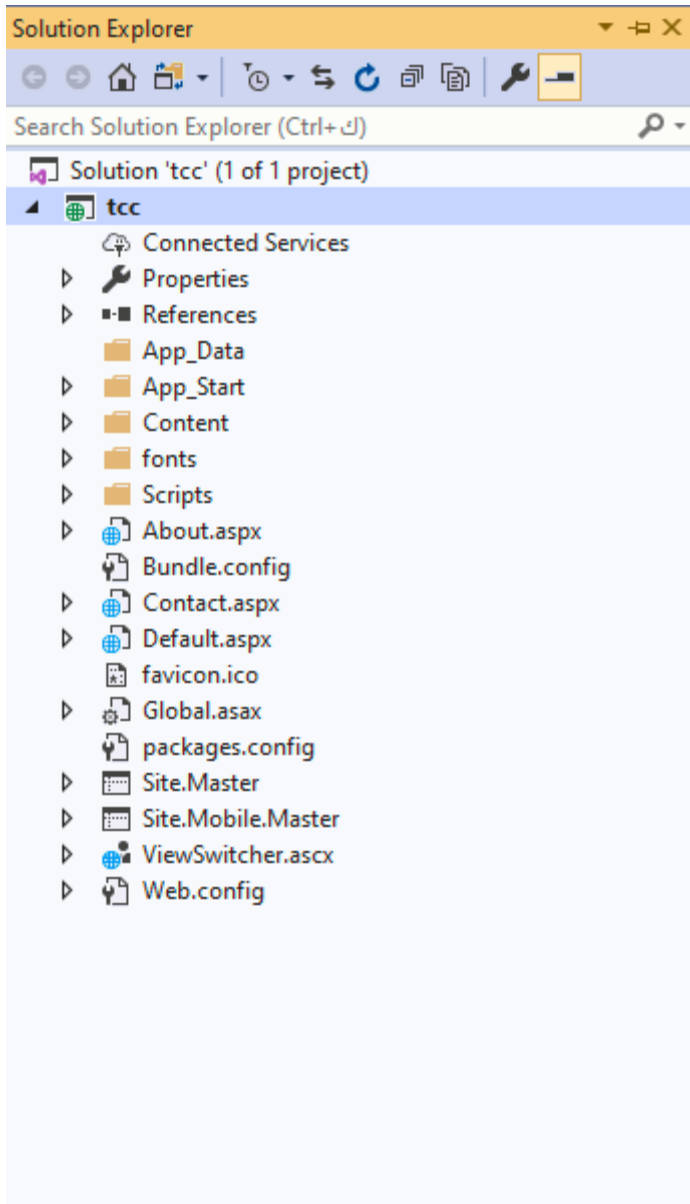 Solution Explorer
Search Solution Explorer (Ctrl+ك)
Solution 'tcc' (1 of 1 project)
tcc
Connected Services
Properties
References
App_Data
App_Start
Content
fonts
Scripts
About.aspx
Bundle.config
Contact.aspx
Default.aspx
favicon.ico
Global.asax
packages.config
Site.Master
Site.Mobile.Master
ViewSwitcher.ascx
Web.config